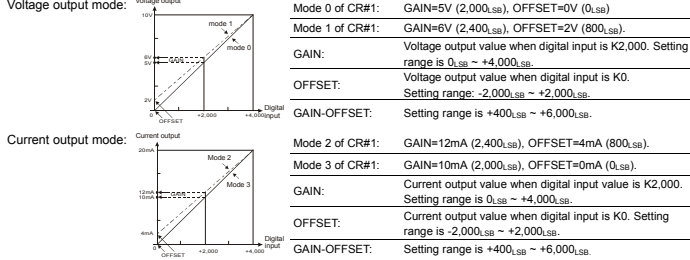 Voltage output mode:
Voltage output
10V
mode 1
mode 0
6V
5V
GAIN
2V
0
+2,000
+4,000
Digital
input
OFFSET
Mode 0 of CR#1: GAIN=5V (2,000LSB), OFFSET=0V (0LSB)
Mode 1 of CR#1: GAIN=6V (2,400LSB), OFFSET=2V (800LSB).
GAIN: Voltage output value when digital input is K2,000. Setting
range is 0LSB ~ +4,000LSB.
OFFSET: Voltage output value when digital input is K0.
Setting range: -2,000LSB ~ +2,000LSB.
GAIN-OFFSET: Setting range is +400LSB ~ +6,000LSB.
Current output mode:
Current output
20mA
Mode 2
Mode 3
12mA
10mA
GAIN
4mA
0
+2,000
+4,000
Digital
input
OFFSET
Mode 2 of CR#1: GAIN=12mA (2,400LSB), OFFSET=4mA (800LSB).
Mode 3 of CR#1: GAIN=10mA (2,000LSB), OFFSET=0mA (0LSB).
GAIN: Current output value when digital input value is K2,000.
Setting range is 0LSB ~ +4,000LSB.
OFFSET: Current output value when digital input is K0. Setting
range is -2,000LSB ~ +2,000LSB.
GAIN-OFFSET: Setting range is +400LSB ~ +6,000LSB.